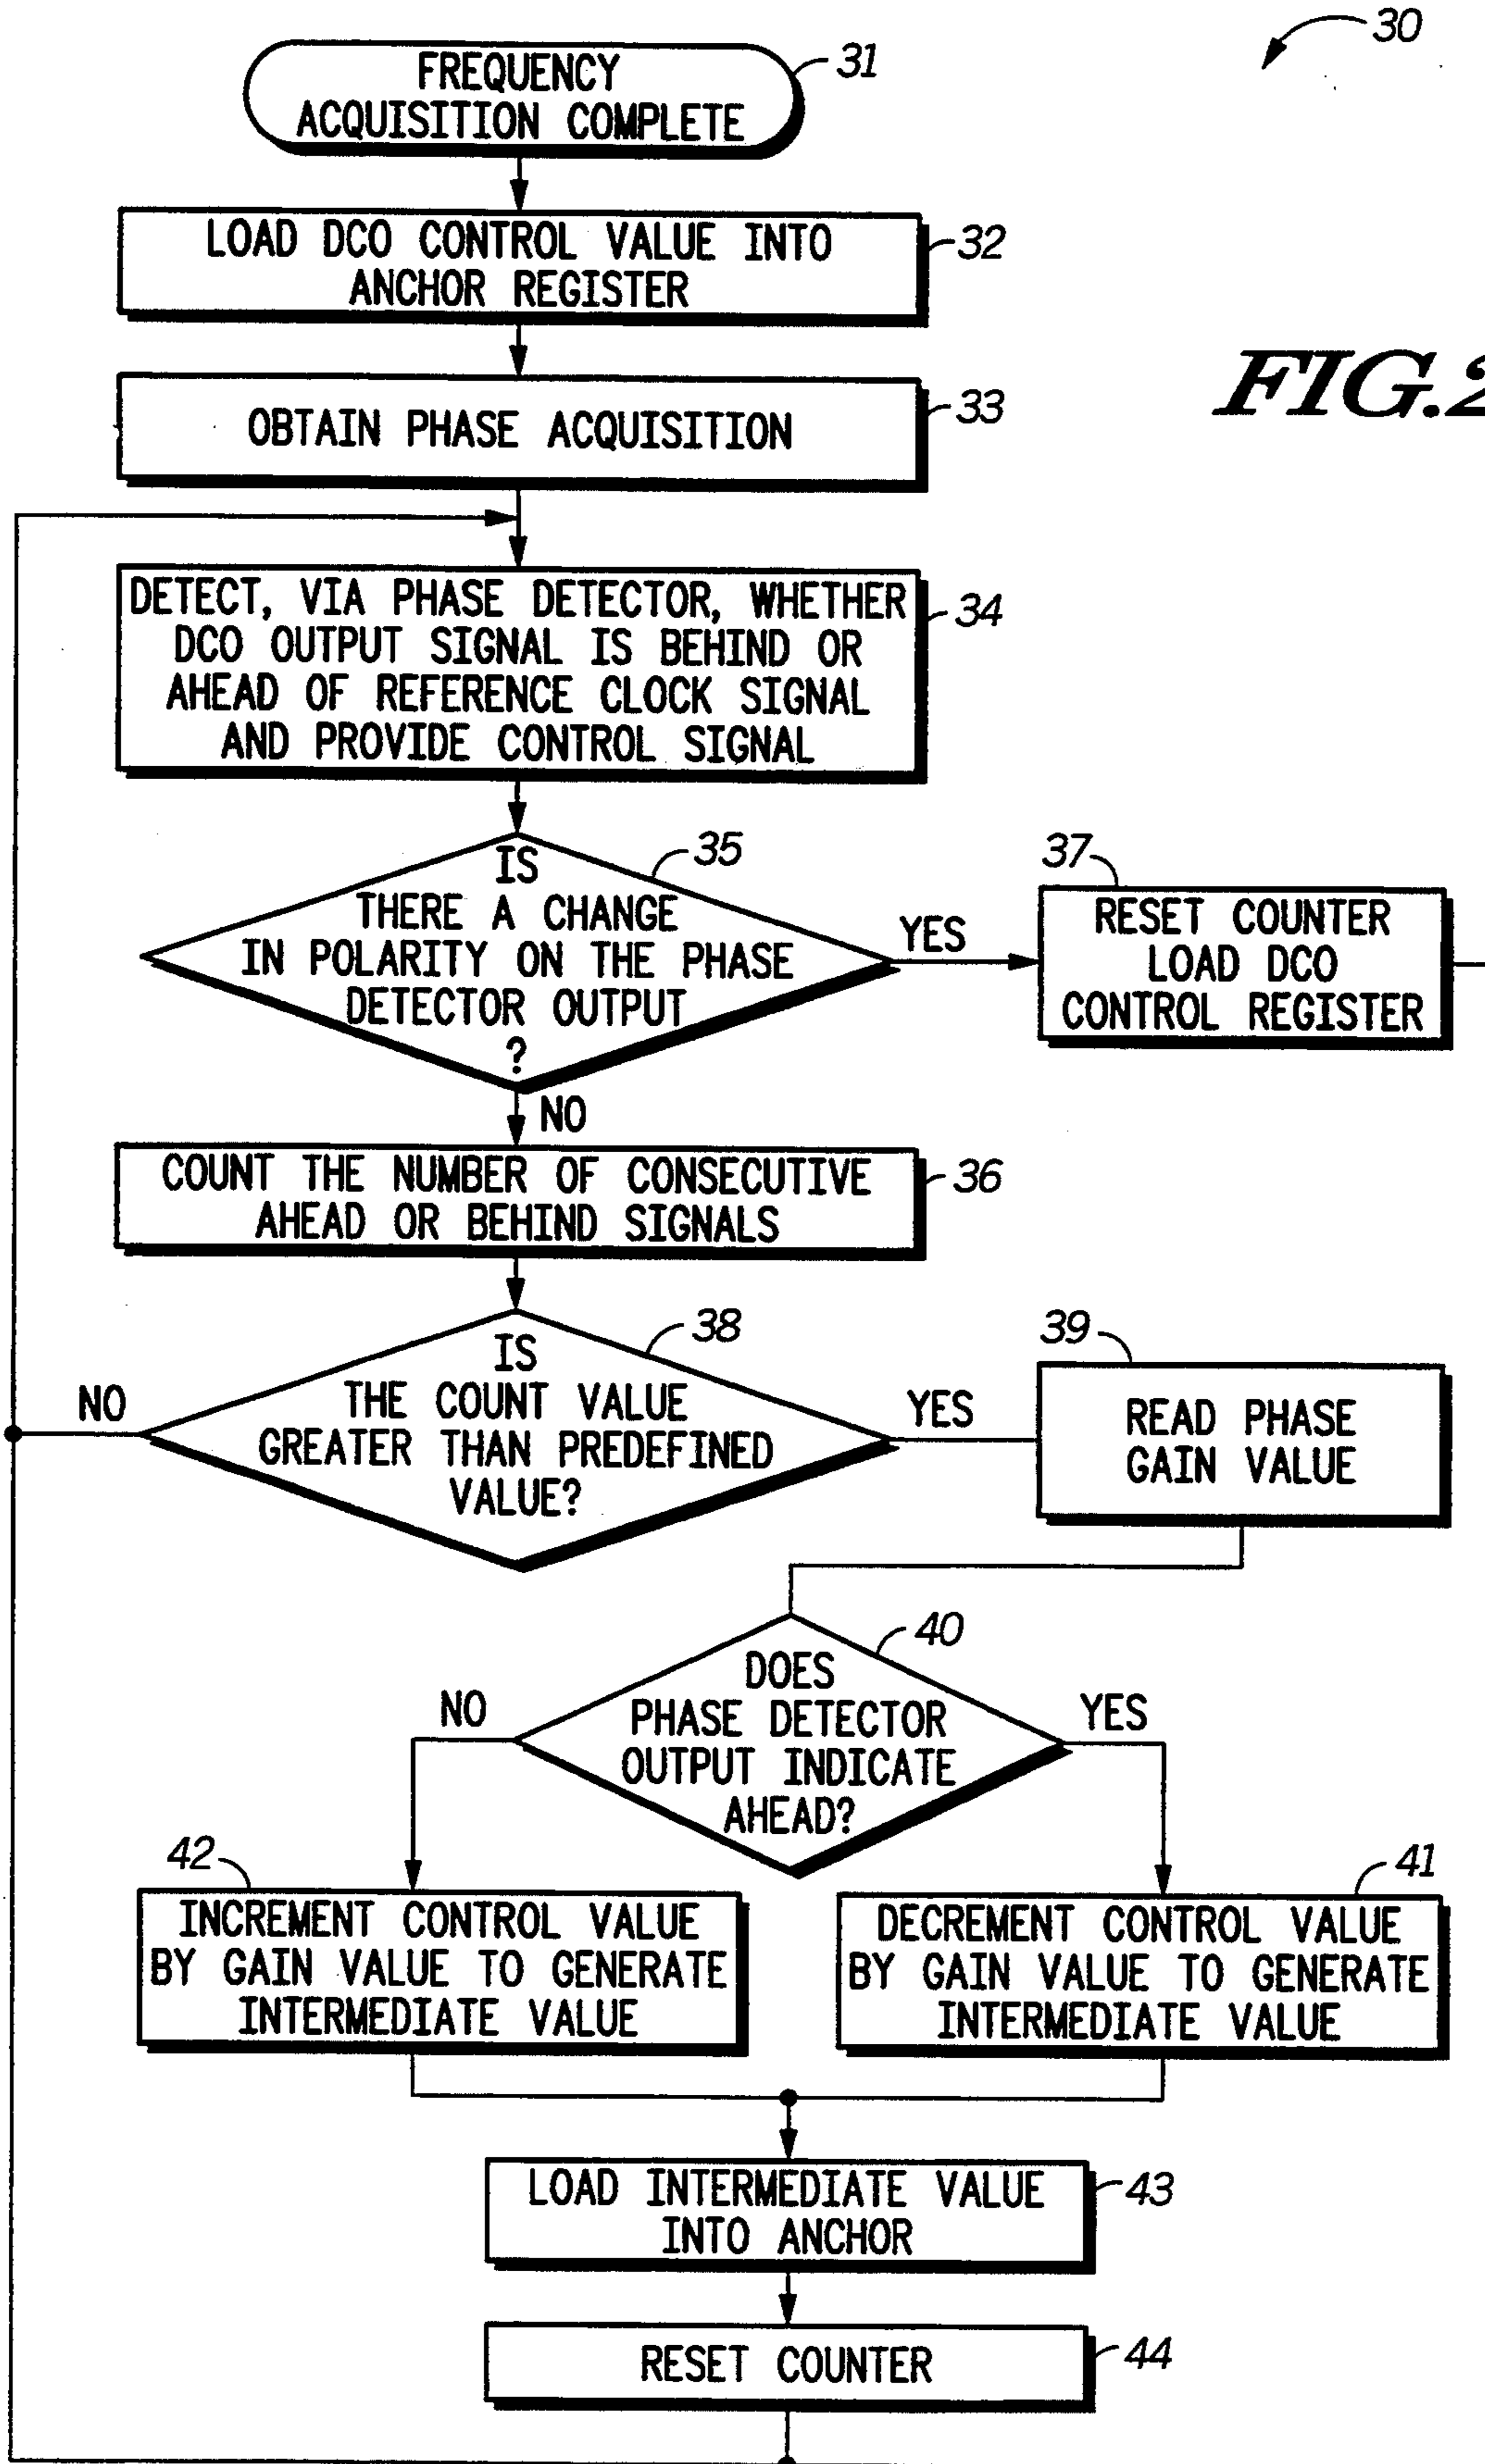 30
FREQUENCY
ACQUISITION COMPLETE
31
LOAD DCO CONTROL VALUE INTO
ANCHOR REGISTER
32
FIG.2
OBTAIN PHASE ACQUISITION
33
DETECT, VIA PHASE DETECTOR, WHETHER
DCO OUTPUT SIGNAL IS BEHIND OR
AHEAD OF REFERENCE CLOCK SIGNAL
AND PROVIDE CONTROL SIGNAL
34
IS
THERE A CHANGE
IN POLARITY ON THE PHASE
DETECTOR OUTPUT
?
35
YES
37
RESET COUNTER
LOAD DCO
CONTROL REGISTER
NO
COUNT THE NUMBER OF CONSECUTIVE
AHEAD OR BEHIND SIGNALS
36
NO
IS
THE COUNT VALUE
GREATER THAN PREDEFINED
VALUE?
38
YES
39
READ PHASE
GAIN VALUE
NO
DOES
PHASE DETECTOR
OUTPUT INDICATE
AHEAD?
40
YES
42
INCREMENT CONTROL VALUE
BY GAIN VALUE TO GENERATE
INTERMEDIATE VALUE
41
DECREMENT CONTROL VALUE
BY GAIN VALUE TO GENERATE
INTERMEDIATE VALUE
LOAD INTERMEDIATE VALUE
INTO ANCHOR
43
RESET COUNTER
44